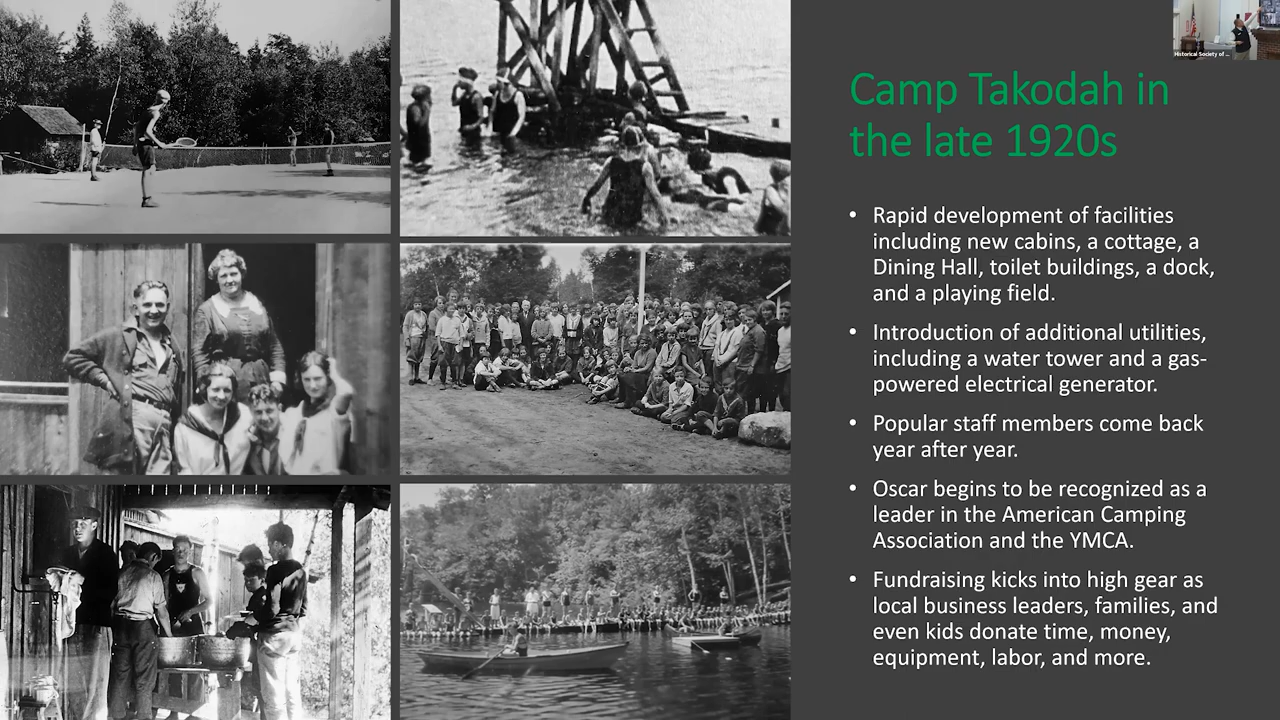 Historical Society of ...
Camp Takodah in
the late 1920s
• Rapid development of facilities
including new cabins, a cottage, a
Dining Hall, toilet buildings, a dock,
and a playing field.
• Introduction of additional utilities,
including a water tower and a gas-
powered electrical generator.
• Popular staff members come back
year after year.
• Oscar begins to be recognized as a
leader in the American Camping
Association and the YMCA.
• Fundraising kicks into high gear as
local business leaders, families, and
even kids donate time, money,
equipment, labor, and more.